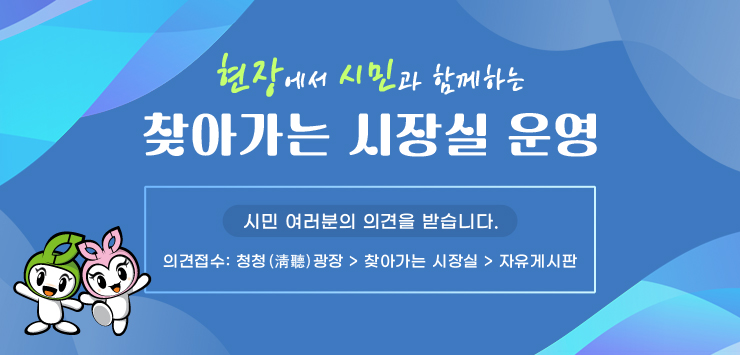 현장에서 시민과 함께하는
찾아가는 시장실 운영
시민 여러분의 의견을 받습니다.
의견접수: 청청(淸聽)광장 > 찾아가는 시장실 > 자유게시판